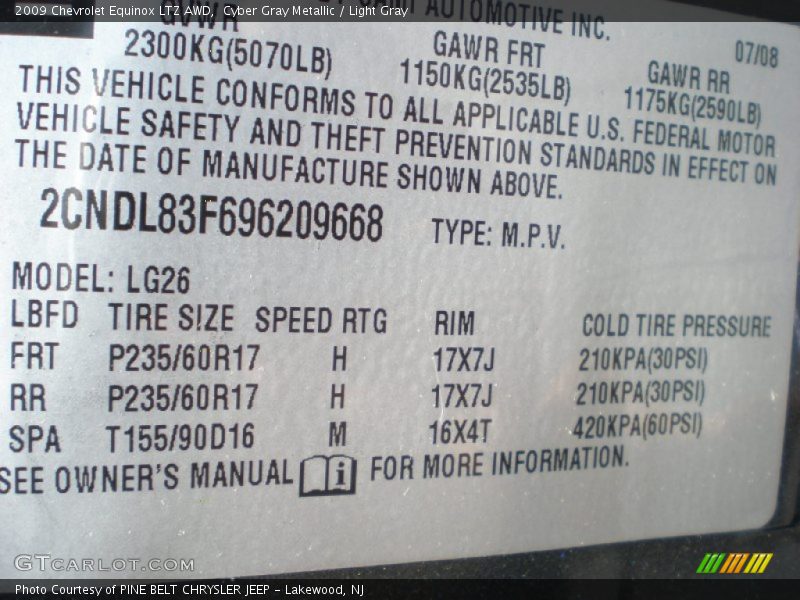 2009 Chevrolet Equinox LTZ AWD, Cyber Gray Metallic / Light Gray
GVWR
AUTOMOTIVE INC.
2300KG(5070LB)
GAWR FRT
1150KG(2535LB)
07/08
GAWR RR
1175KG(2590LB)
THIS VEHICLE CONFORMS TO ALL APPLICABLE U.S. FEDERAL MOTOR
VEHICLE SAFETY AND THEFT PREVENTION STANDARDS IN EFFECT ON
THE DATE OF MANUFACTURE SHOWN ABOVE.
2CNDL83F696209668 TYPE: M.P.V.
MODEL: LG26
LBFD TIRE SIZE SPEED RTG RIM COLD TIRE PRESSURE
FRT P235/60R17 H 17X7J 210KPA(30PSI)
RR P235/60R17 H 17X7J 210KPA(30PSI)
SPA T155/90D16 M 16X4T 420KPA(60PSI)
SEE OWNER'S MANUAL i FOR MORE INFORMATION.
GTCARLOT.COM
Photo Courtesy of PINE BELT CHRYSLER JEEP - Lakewood, NJ